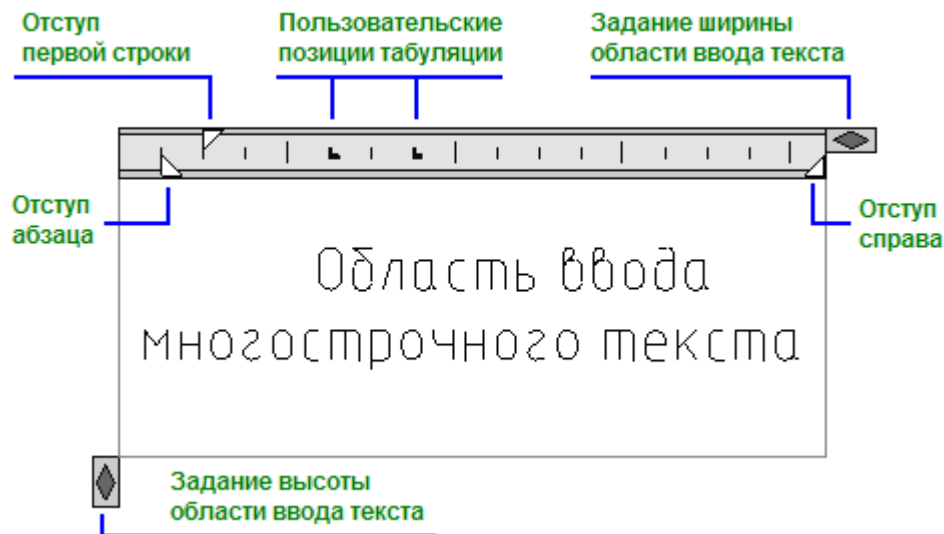 Отступ
первой строки
Пользовательские
позиции табуляции
Задание ширины
области ввода текста
Отступ
абзаца
Отступ
справа
Область ввода
многострочного текста
Задание высоты
области ввода текста